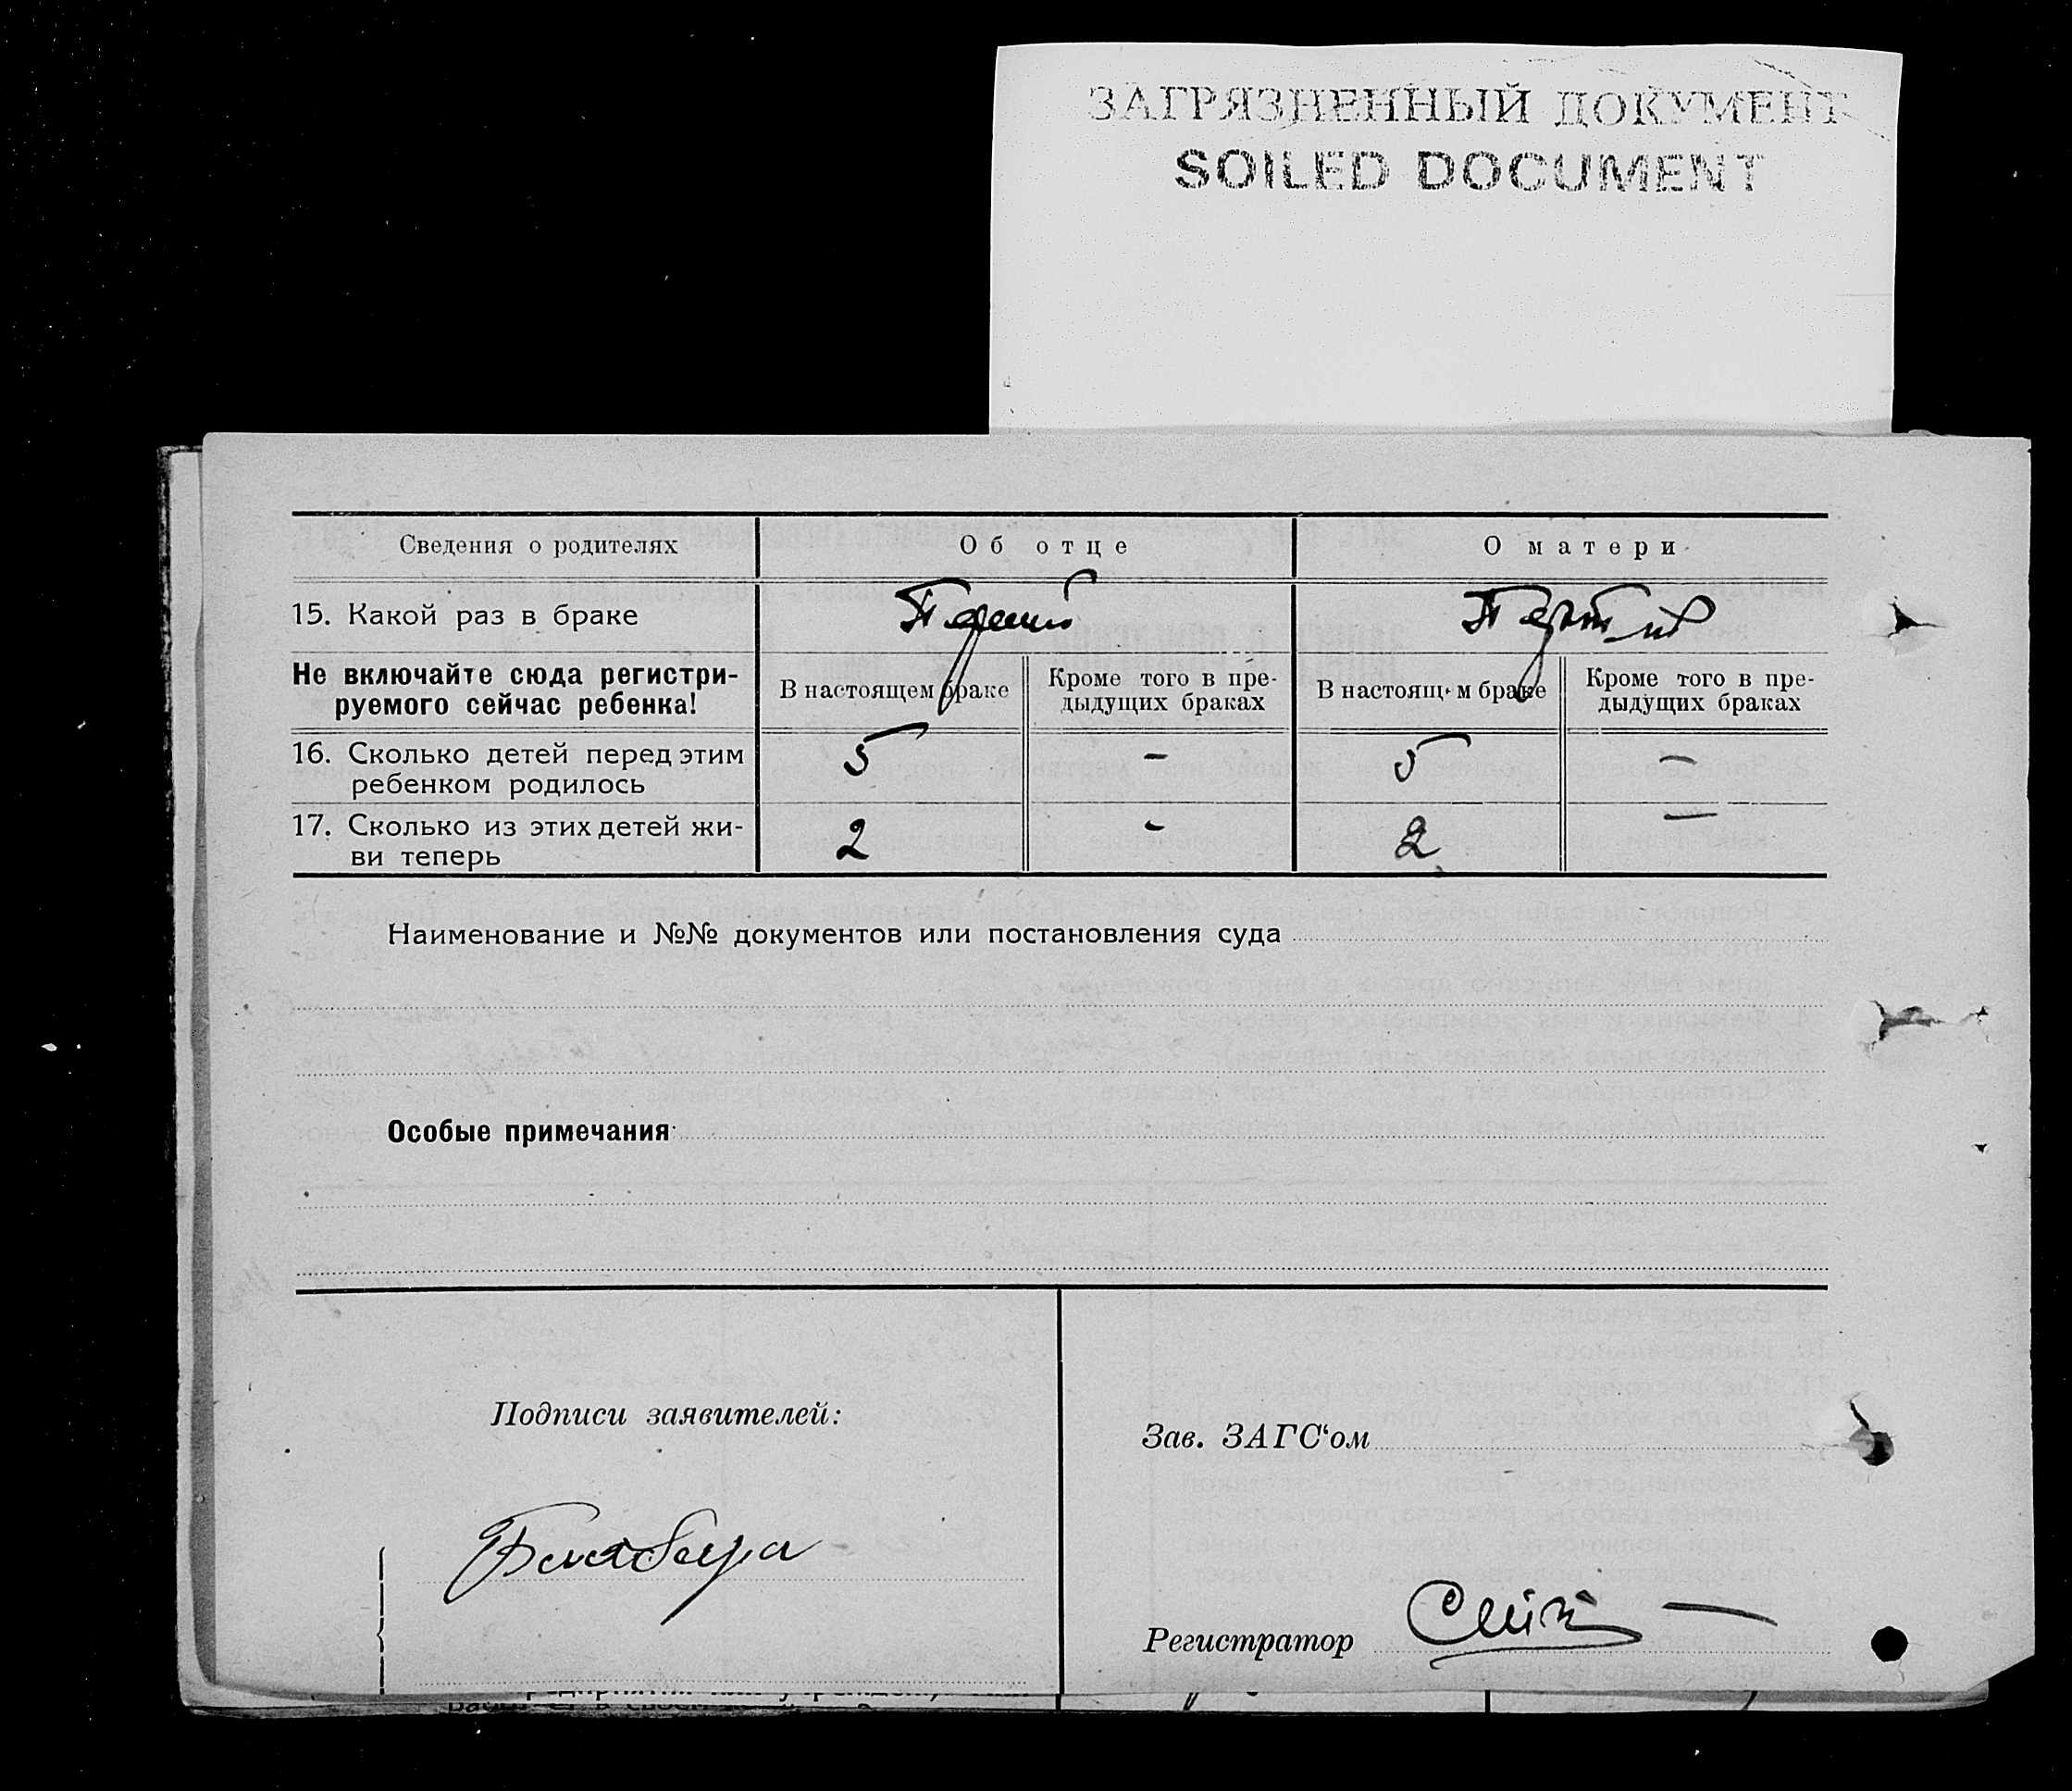 ЗАГРЯЗНЕННЫЙ ДОКУМЕНТ
SOILED DOCUMENT
Сведения о родителях Об отце О матери
15. Какой раз в браке
Не включайте сюда регистри-
руемого сейчас ребенка!
В настоящем браке
Кроме того в пре-
дыдущих браках
В настоящем браке
Кроме того в пре-
дыдущих браках
16. Сколько детей перед этим
ребенком родилось
5 - 5 —
17. Сколько из этих детей жи-
ви теперь
2 - 2 —
Наименование и №№ документов или постановления суда
Особые примечания
Подписи заявителей:
Зав. ЗАГС‘ом
Регистратор